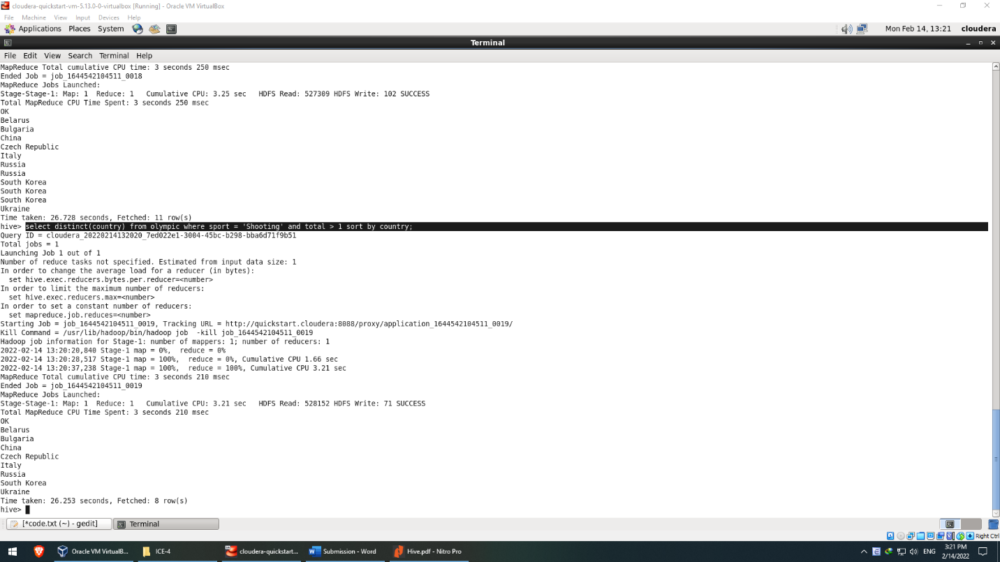 cloudera-quickstart-vm-5.13.0-0-virtualbox [Running] - Oracle VM VirtualBox
File Machine View Input Devices Help
Applications Places System Mon Feb 14, 13:21 cloudera
Terminal
File Edit View Search Terminal Help
MapReduce Total cumulative CPU time: 3 seconds 250 msec
Ended Job = job_1644542104511_0018
MapReduce Jobs Launched:
Stage-Stage-1: Map: 1  Reduce: 1   Cumulative CPU: 3.25 sec   HDFS Read: 527309 HDFS Write: 102 SUCCESS
Total MapReduce CPU Time Spent: 3 seconds 250 msec
OK
Belarus
Bulgaria
China
Czech Republic
Italy
Russia
Russia
South Korea
South Korea
South Korea
Ukraine
Time taken: 26.728 seconds, Fetched: 11 row(s)
hive> select distinct(country) from olympic where sport = 'Shooting' and total > 1 sort by country;
Query ID = cloudera_20220214132020_7ed022e1-3004-45bc-b298-bba6d71f9b51
Total jobs = 1
Launching Job 1 out of 1
Number of reduce tasks not specified. Estimated from input data size: 1
In order to change the average load for a reducer (in bytes):
  set hive.exec.reducers.bytes.per.reducer=<number>
In order to limit the maximum number of reducers:
  set hive.exec.reducers.max=<number>
In order to set a constant number of reducers:
  set mapreduce.job.reduces=<number>
Starting Job = job_1644542104511_0019, Tracking URL = http://quickstart.cloudera:8088/proxy/application_1644542104511_0019/
Kill Command = /usr/lib/hadoop/bin/hadoop job  -kill job_1644542104511_0019
Hadoop job information for Stage-1: number of mappers: 1; number of reducers: 1
2022-02-14 13:20:20,840 Stage-1 map = 0%,  reduce = 0%
2022-02-14 13:20:28,517 Stage-1 map = 100%,  reduce = 0%, Cumulative CPU 1.66 sec
2022-02-14 13:20:37,238 Stage-1 map = 100%,  reduce = 100%, Cumulative CPU 3.21 sec
MapReduce Total cumulative CPU time: 3 seconds 210 msec
Ended Job = job_1644542104511_0019
MapReduce Jobs Launched:
Stage-Stage-1: Map: 1  Reduce: 1   Cumulative CPU: 3.21 sec   HDFS Read: 528152 HDFS Write: 71 SUCCESS
Total MapReduce CPU Time Spent: 3 seconds 210 msec
OK
Belarus
Bulgaria
China
Czech Republic
Italy
Russia
South Korea
Ukraine
Time taken: 26.253 seconds, Fetched: 8 row(s)
hive>
[*code.txt (~) - gedit] Terminal
Right Ctrl
Oracle VM VirtualB... ICE-4 cloudera-quickstart... Submission - Word Hive.pdf - Nitro Pro ENG 3:21 PM
2/14/2022